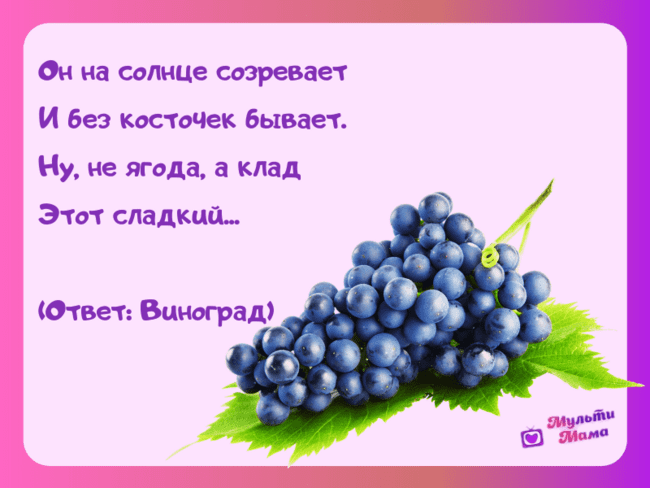 Он на солнце созревает
И без косточек бывает.
Ну, не ягода, а клад
Этот сладкий...
(Ответ: Виноград)
Мульти
Мама